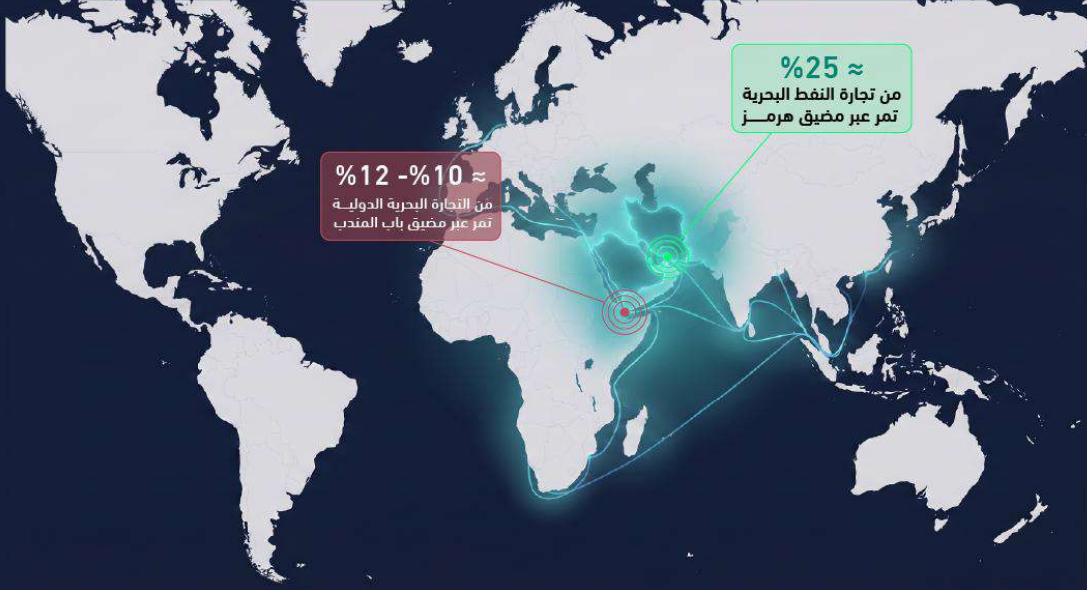 %25 ≈
من تجارة النفط البحرية
تمر عبر مضيق هرمـــز
%12 -%10 ≈
من التجارة البحرية الدوليــة
تمر عبر مضيق باب المندب